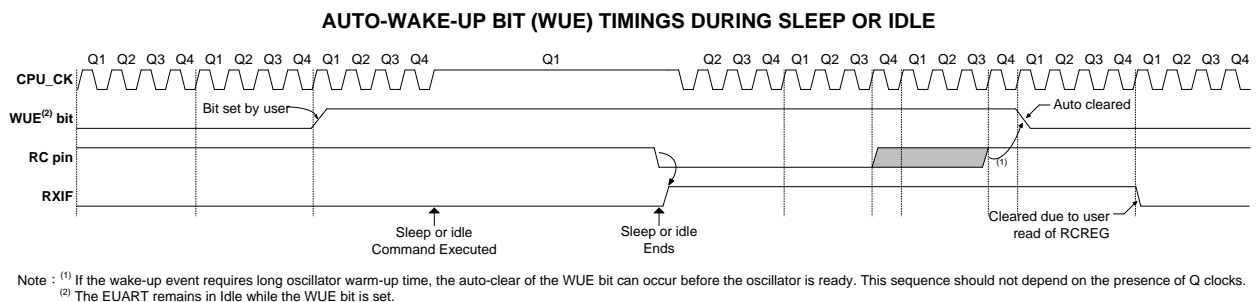 AUTO-WAKE-UP BIT (WUE) TIMINGS DURING SLEEP OR IDLE
Q1 Q2 Q3 Q4 Q1 Q2 Q3 Q4 Q1 Q2 Q3 Q4 Q1 Q2 Q3 Q4 Q1 Q2 Q3 Q4 Q1 Q2 Q3 Q4 Q1 Q2 Q3 Q4
CPU_CK
Bit set by user
Auto cleared
WUE(2) bit
RC pin
(1)
RXIF
Sleep or idle
Command Executed
Sleep or idle
Ends
Cleared due to user
read of RCREG
Note : (1) If the wake-up event requires long oscillator warm-up time, the auto-clear of the WUE bit can occur before the oscillator is ready. This sequence should not depend on the presence of Q clocks.
(2) The EUART remains in Idle while the WUE bit is set.